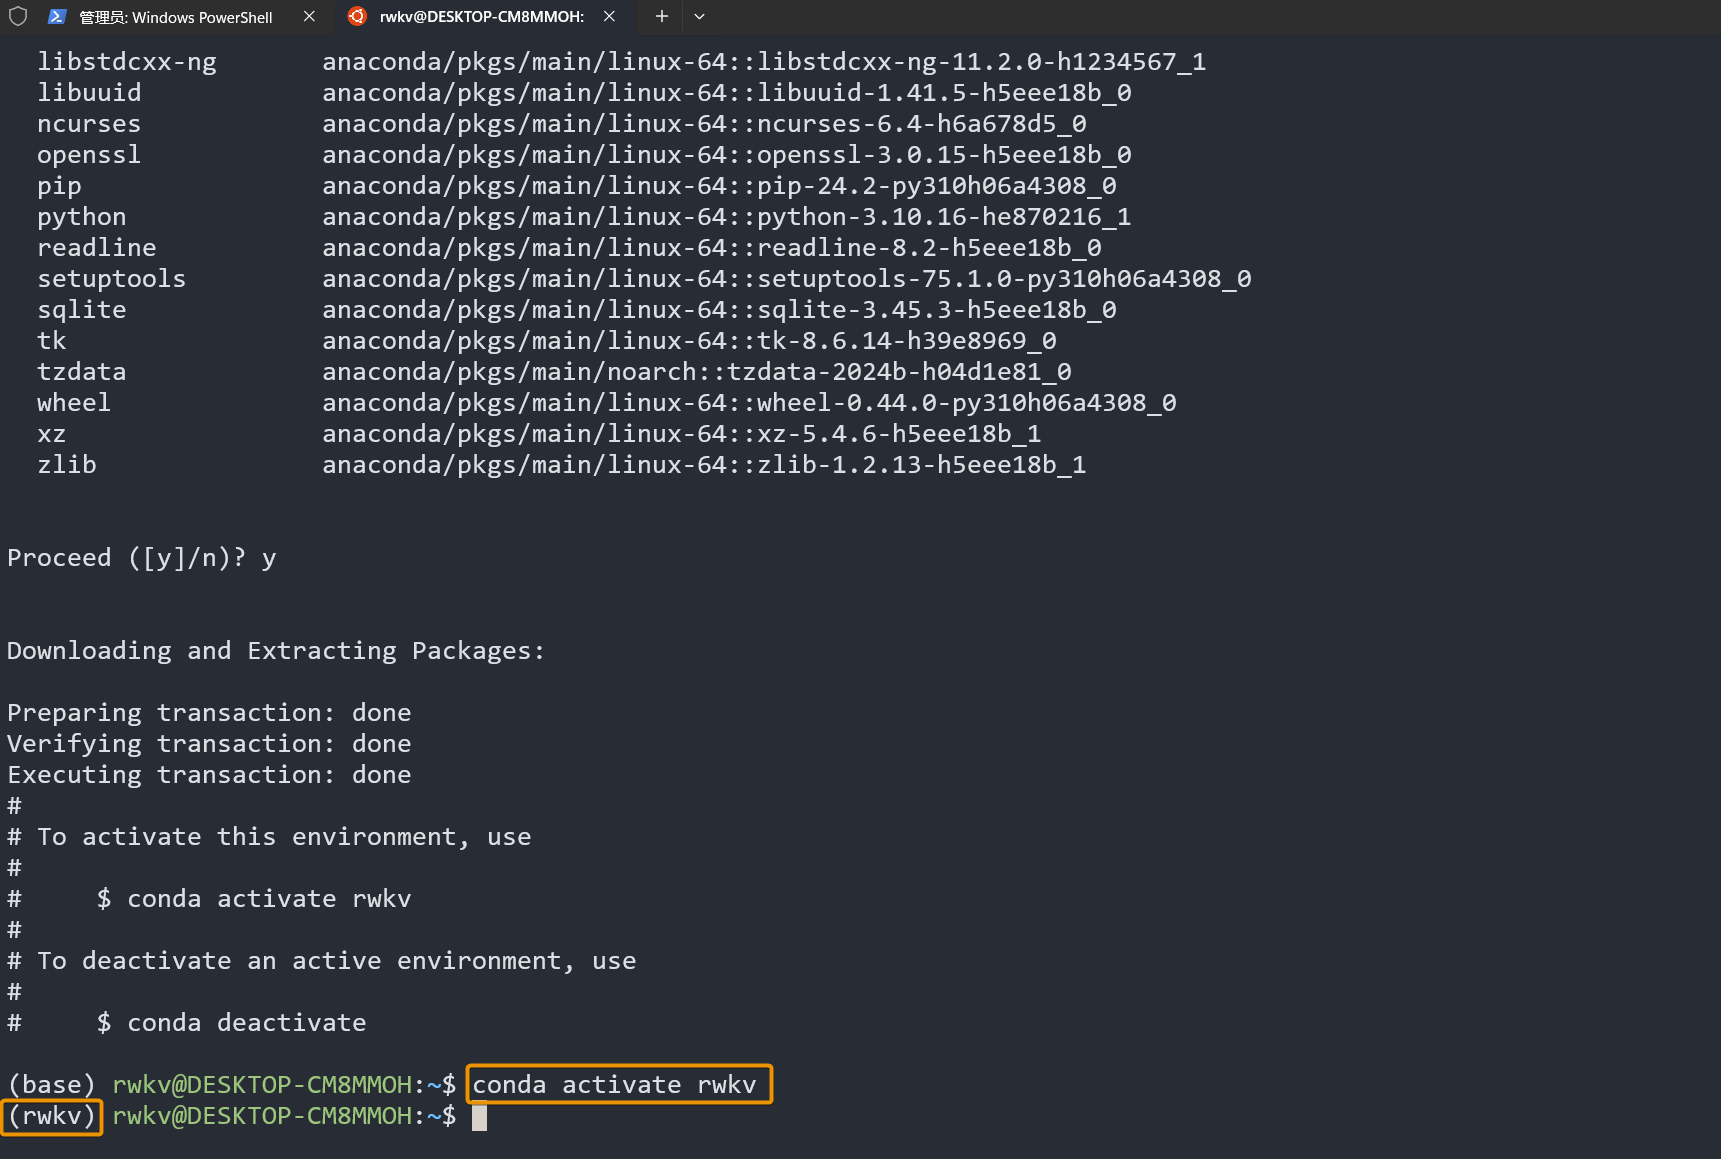 管理员: Windows PowerShell
rwkv@DESKTOP-CM8MMOH:
libstdcxx-ng anaconda/pkgs/main/linux-64::libstdcxx-ng-11.2.0-h1234567_1
libuuid anaconda/pkgs/main/linux-64::libuuid-1.41.5-h5eee18b_0
ncurses anaconda/pkgs/main/linux-64::ncurses-6.4-h6a678d5_0
openssl anaconda/pkgs/main/linux-64::openssl-3.0.15-h5eee18b_0
pip anaconda/pkgs/main/linux-64::pip-24.2-py310h06a4308_0
python anaconda/pkgs/main/linux-64::python-3.10.16-he870216_1
readline anaconda/pkgs/main/linux-64::readline-8.2-h5eee18b_0
setuptools anaconda/pkgs/main/linux-64::setuptools-75.1.0-py310h06a4308_0
sqlite anaconda/pkgs/main/linux-64::sqlite-3.45.3-h5eee18b_0
tk anaconda/pkgs/main/linux-64::tk-8.6.14-h39e8969_0
tzdata anaconda/pkgs/main/noarch::tzdata-2024b-h04d1e81_0
wheel anaconda/pkgs/main/linux-64::wheel-0.44.0-py310h06a4308_0
xz anaconda/pkgs/main/linux-64::xz-5.4.6-h5eee18b_1
zlib anaconda/pkgs/main/linux-64::zlib-1.2.13-h5eee18b_1
Proceed ([y]/n)? y
Downloading and Extracting Packages:
Preparing transaction: done
Verifying transaction: done
Executing transaction: done
#
# To activate this environment, use
#
# $ conda activate rwkv
#
# To deactivate an active environment, use
#
# $ conda deactivate
(base) rwkv@DESKTOP-CM8MMOH:~$ conda activate rwkv
(rwkv) rwkv@DESKTOP-CM8MMOH:~$